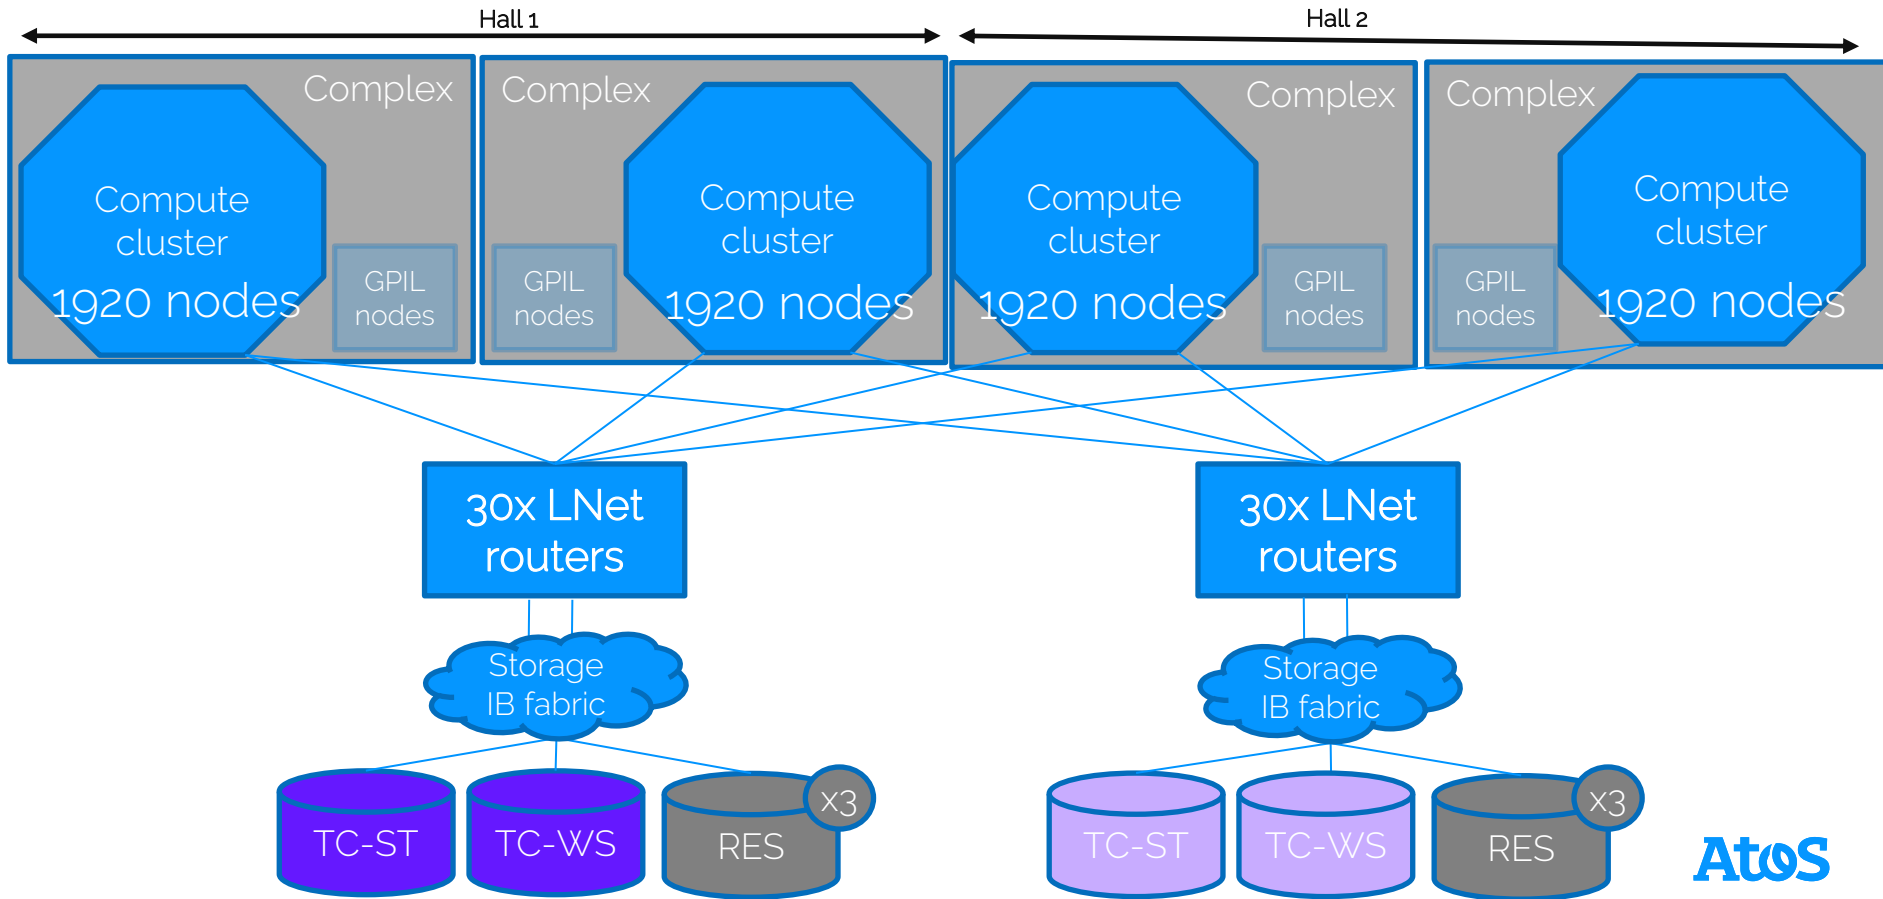 Hall 1
Hall 2
Complex
Compute
cluster
1920 nodes
GPIL
nodes
Complex
GPIL
nodes
Compute
cluster
1920 nodes
Complex
Compute
cluster
1920 nodes
GPIL
nodes
Complex
GPIL
nodes
Compute
cluster
1920 nodes
30x LNet
routers
30x LNet
routers
Storage
IB fabric
Storage
IB fabric
TC-ST
TC-WS
RES
x3
TC-ST
TC-WS
RES
x3
Atos